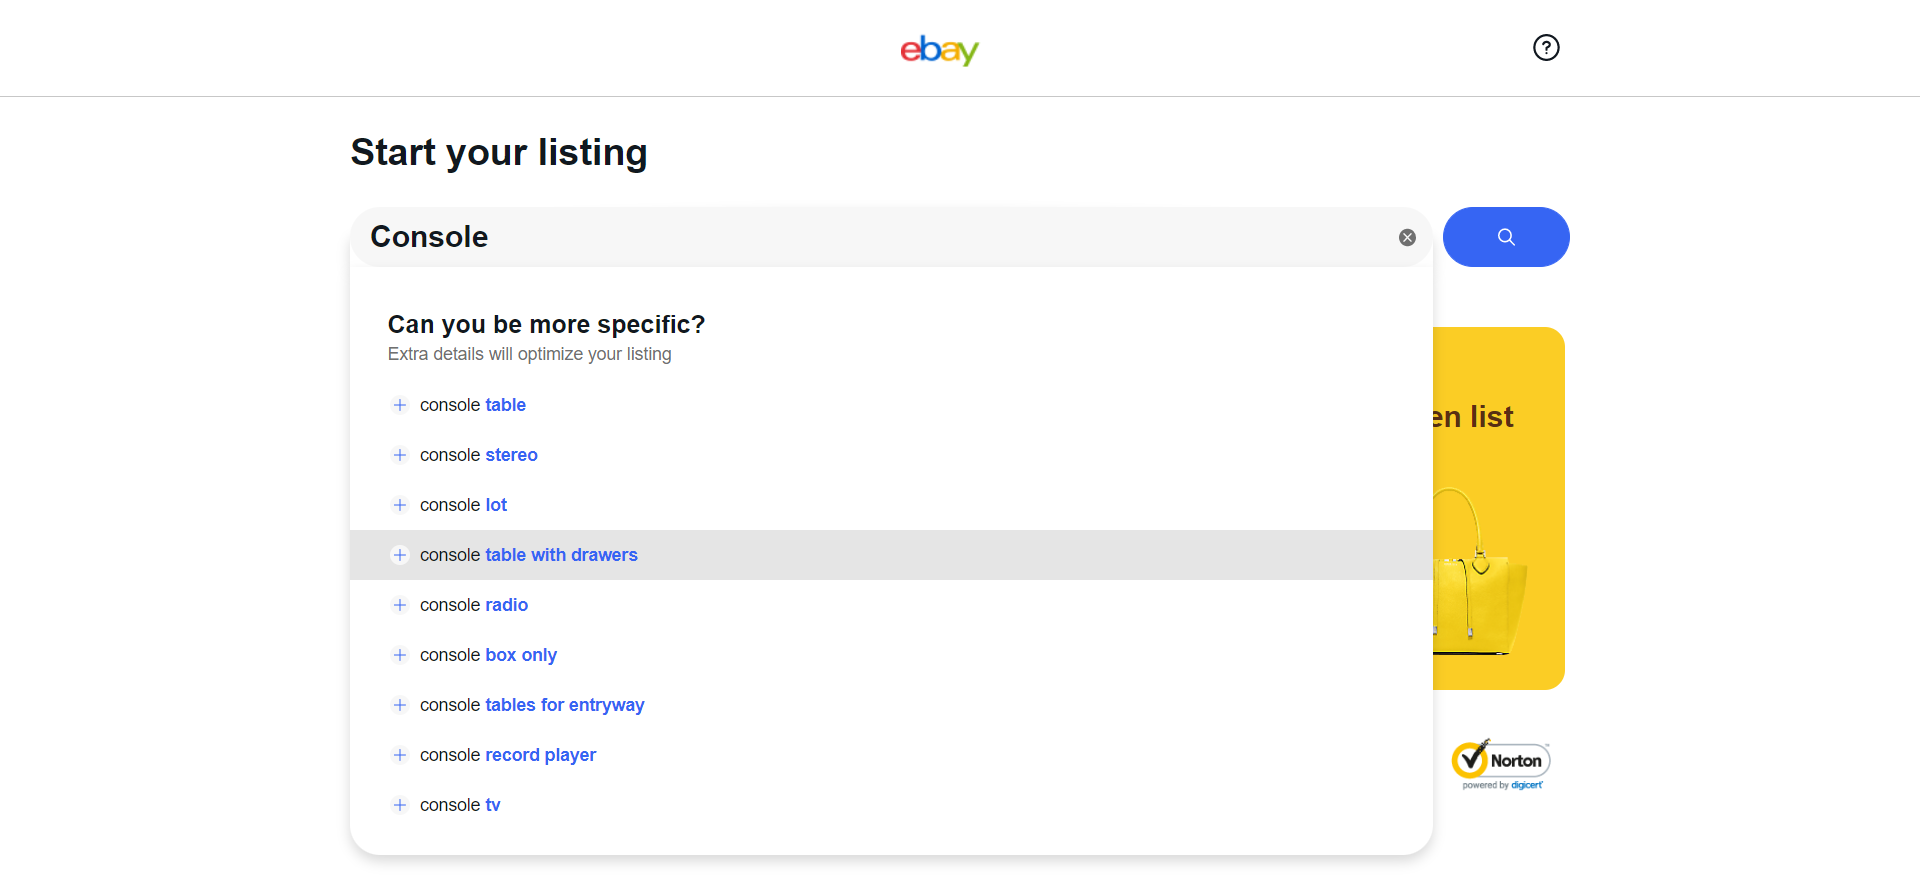 ebay
?
Start your listing
Console
Can you be more specific?
Extra details will optimize your listing
console table
console stereo
console lot
console table with drawers
console radio
console box only
console tables for entryway
console record player
console tv
en list
Norton
powered by digicert